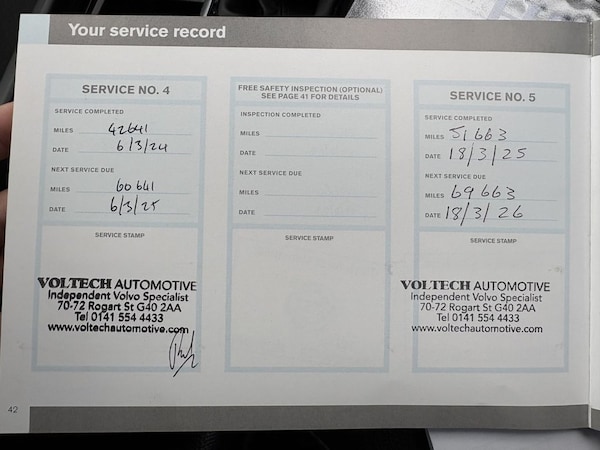 Your service record
SERVICE NO. 4
SERVICE COMPLETED
MILES 42641
DATE 6/3/24
NEXT SERVICE DUE
MILES 60641
DATE 6/3/25
SERVICE STAMP
VOLTECH AUTOMOTIVE
Independent Volvo Specialist
70-72 Rogart St G40 2AA
Tel 0141 554 4433
www.voltechautomotive.com
FREE SAFETY INSPECTION (OPTIONAL)
SEE PAGE 41 FOR DETAILS
INSPECTION COMPLETED
MILES
DATE
NEXT SERVICE DUE
MILES
DATE
SERVICE STAMP
SERVICE NO. 5
SERVICE COMPLETED
MILES 51663
DATE 18/3/25
NEXT SERVICE DUE
MILES 69663
DATE 18/3/26
SERVICE STAMP
VOLTECH AUTOMOTIVE
Independent Volvo Specialist
70-72 Rogart St G40 2AA
Tel 0141 554 4433
www.voltechautomotive.com
42